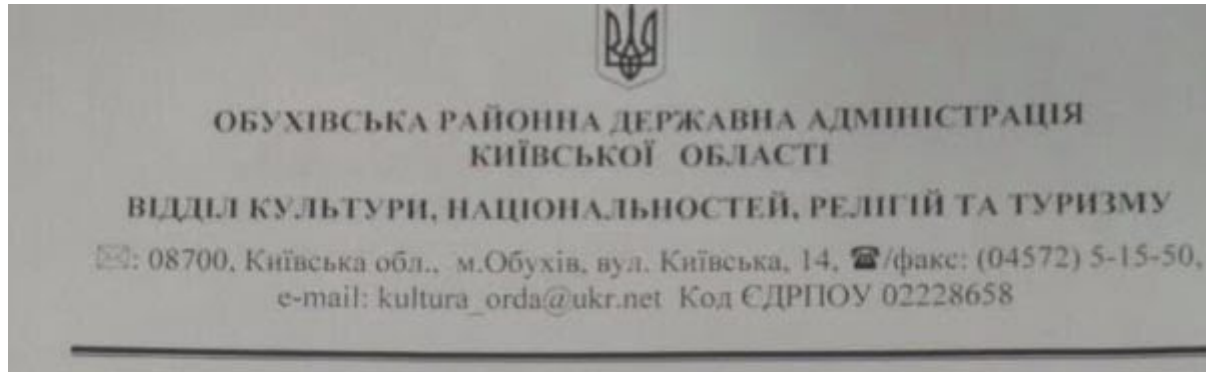 ОБУХІВСЬКА РАЙОННА ДЕРЖАВНА АДМІНІСТРАЦІЯ
КИЇВСЬКОЇ ОБЛАСТІ
ВІДДІЛ КУЛЬТУРИ, НАЦІОНАЛЬНОСТЕЙ, РЕЛІГІЙ ТА ТУРИЗМУ
✉: 08700, Київська обл., м.Обухів, вул. Київська, 14, ☎/факс: (04572) 5-15-50,
e-mail: kultura_orda@ukr.net Код ЄДРПОУ 02228658